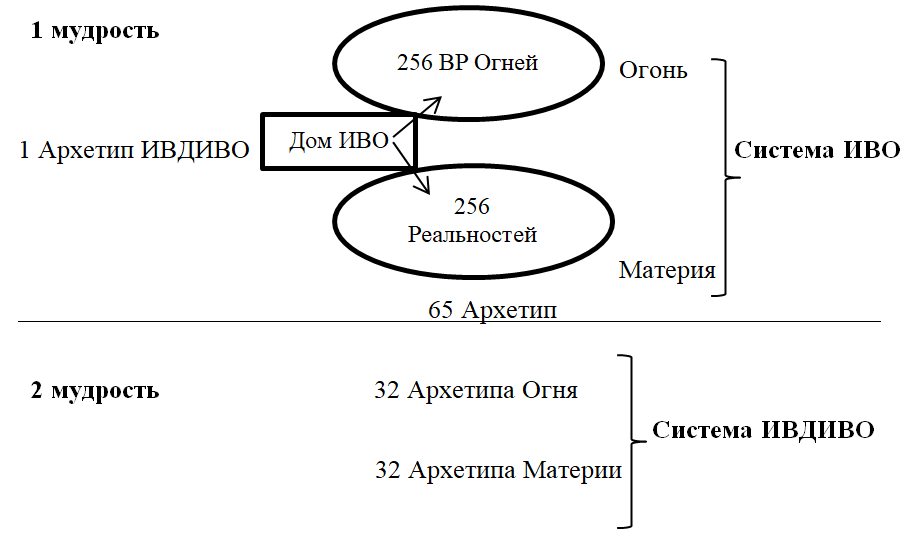 1 мудрость
256 ВР Огней
Огонь
1 Архетип ИВДИВО
Дом ИВО
Система ИВО
256
Реальностей
Материя
65 Архетип
2 мудрость
32 Архетипа Огня
Система ИВДИВО
32 Архетипа Материи